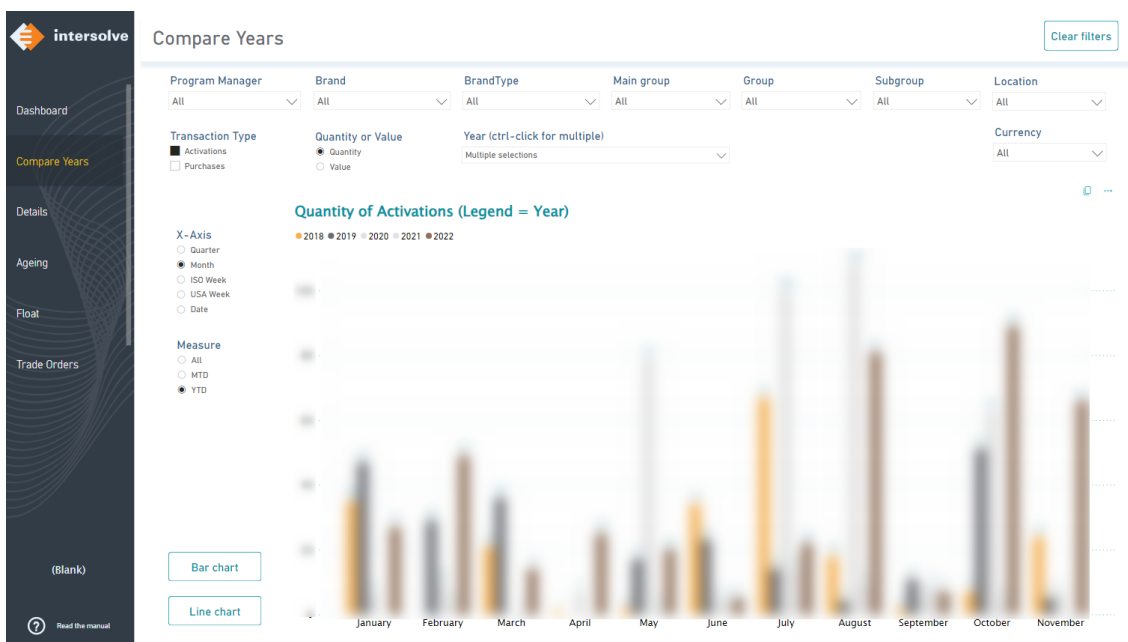 intersolve
Compare Years
Clear filters
Dashboard
Compare Years
Details
Ageing
Float
Trade Orders
(Blank)
Read the manual
Program Manager
All
Brand
All
BrandType
All
Main group
All
Group
All
Subgroup
All
Location
All
Transaction Type
Activations
Purchases
Quantity or Value
Quantity
Value
Year (ctrl-click for multiple)
Multiple selections
Currency
All
X-Axis
Quarter
Month
ISO Week
USA Week
Date
Measure
All
MTD
YTD
Bar chart
Line chart
Quantity of Activations (Legend = Year)
2018 2019 2020 2021 2022
January February March April May June July August September October November